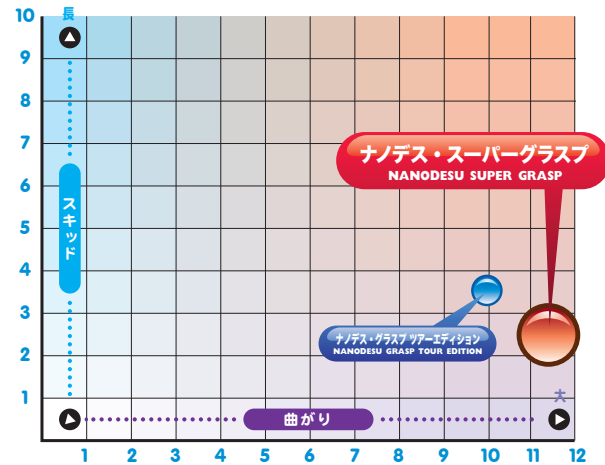 10
長
9
8
7
ナノデス・スーパーグラスプ
NANODESU SUPER GRASP
6
スキッド
5
4
3
ナノデス・グラスプ ツアーエディション
NANODESU GRASP TOUR EDITION
2
1
大
曲がり
1 2 3 4 5 6 7 8 9 10 11 12